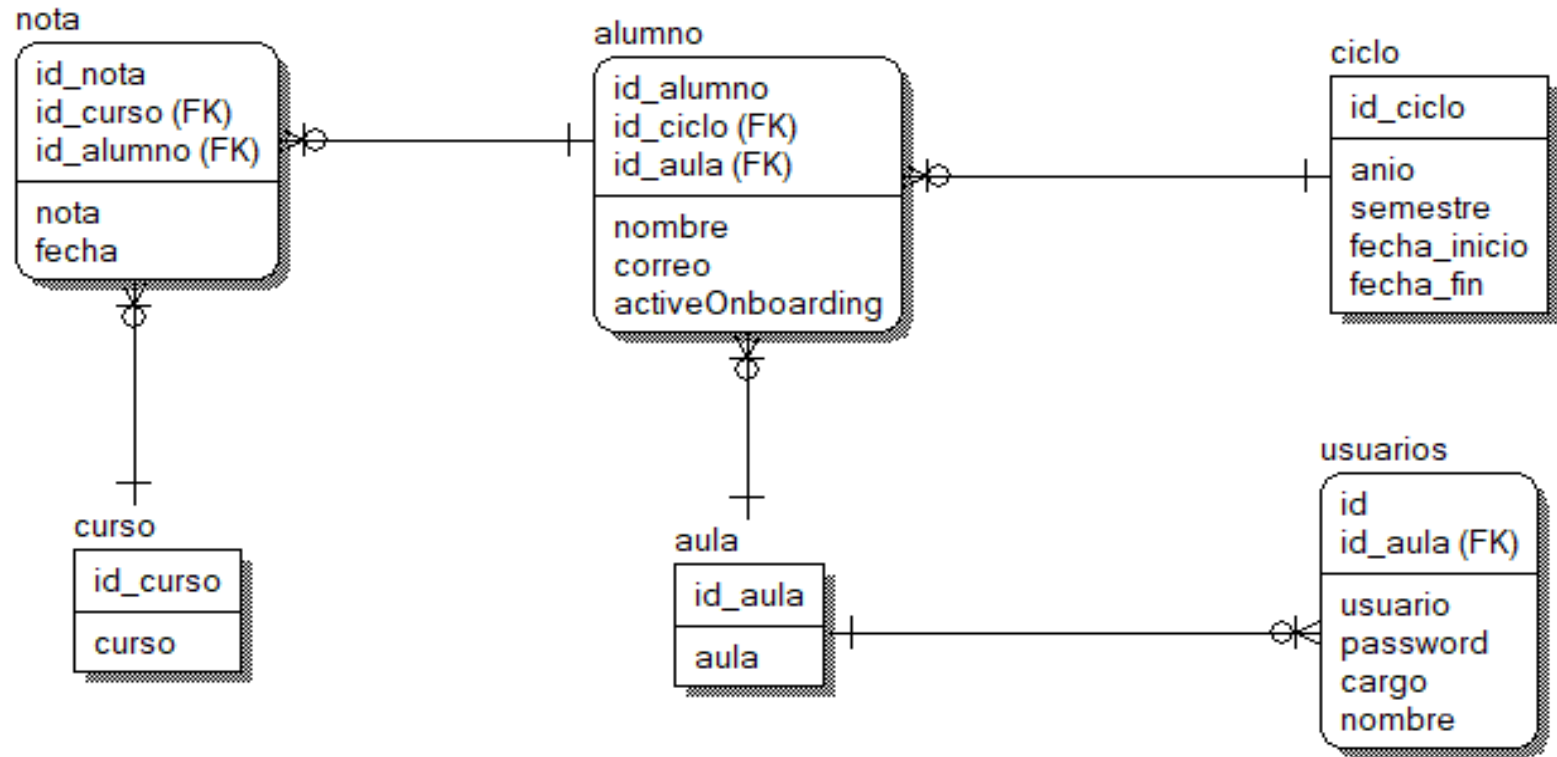 nota
id_nota
id_curso (FK)
id_alumno (FK)
nota
fecha
alumno
id_alumno
id_ciclo (FK)
id_aula (FK)
nombre
correo
activeOnboarding
ciclo
id_ciclo
anio
semestre
fecha_inicio
fecha_fin
curso
id_curso
curso
aula
id_aula
aula
usuarios
id
id_aula (FK)
usuario
password
cargo
nombre